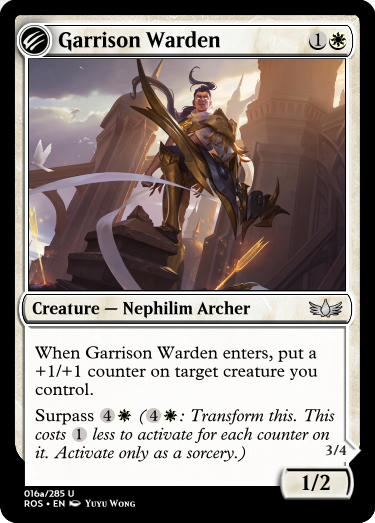 Garrison Warden 1
Creature — Nephilim Archer
When Garrison Warden enters, put a
+1/+1 counter on target creature you
control.
Surpass 4 (4: Transform this. This
costs 1 less to activate for each counter on
it. Activate only as a sorcery.)
3/4
1/2
016a/285 U
ROS • EN Yuyu Wong